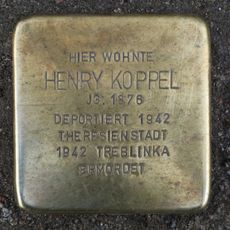 HIER WOHNTE
HENRY KOPPEL
JG. 1876
DEPORTIERT 1942
THERESIENSTADT
1942 TREBLINKA
ERMORDET